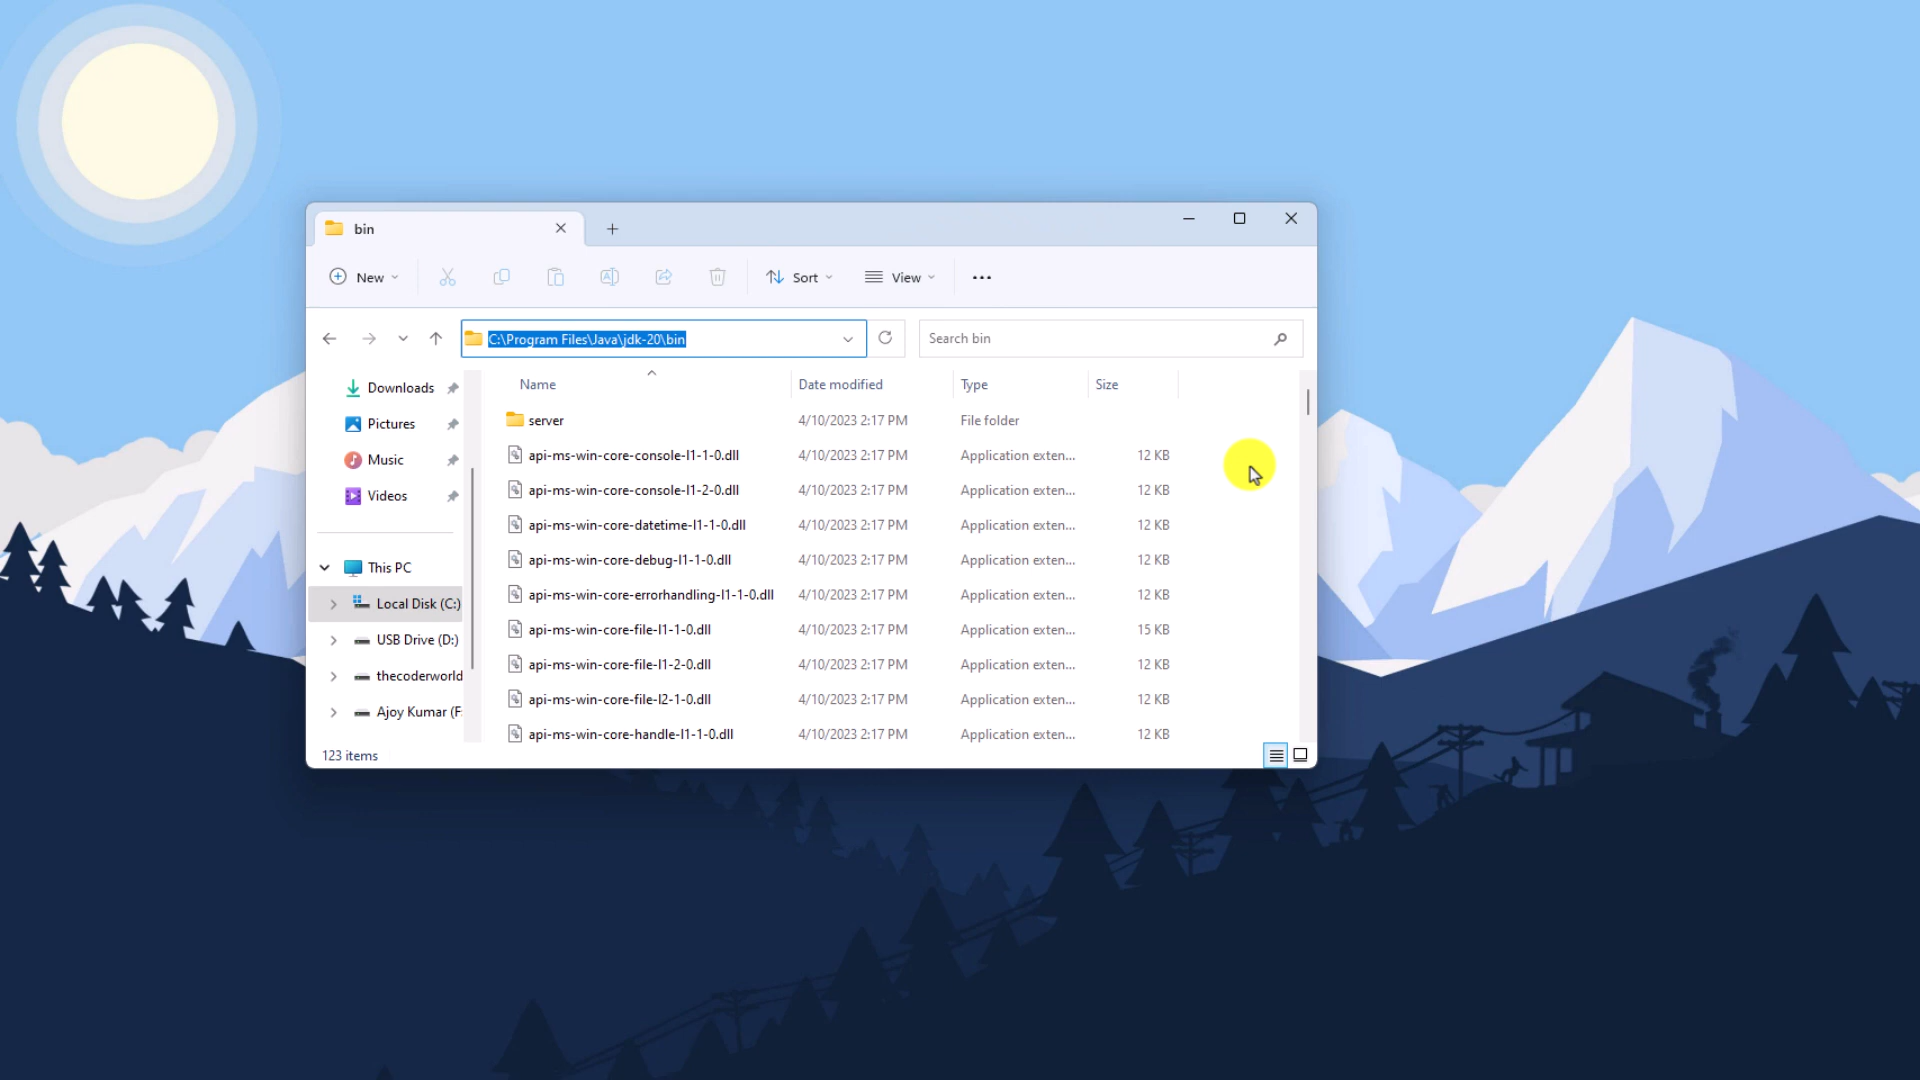 bin
New
Sort
View
C:\Program Files\Java\jdk-20\bin
Search bin
Downloads
Pictures
Music
Videos
This PC
Local Disk (C:)
USB Drive (D:)
thecoderworld
Ajoy Kumar (F:
Name Date modified Type Size
server 4/10/2023 2:17 PM File folder
api-ms-win-core-console-l1-1-0.dll 4/10/2023 2:17 PM Application exten... 12 KB
api-ms-win-core-console-l1-2-0.dll 4/10/2023 2:17 PM Application exten... 12 KB
api-ms-win-core-datetime-l1-1-0.dll 4/10/2023 2:17 PM Application exten... 12 KB
api-ms-win-core-debug-l1-1-0.dll 4/10/2023 2:17 PM Application exten... 12 KB
api-ms-win-core-errorhandling-l1-1-0.dll 4/10/2023 2:17 PM Application exten... 12 KB
api-ms-win-core-file-l1-1-0.dll 4/10/2023 2:17 PM Application exten... 15 KB
api-ms-win-core-file-l1-2-0.dll 4/10/2023 2:17 PM Application exten... 12 KB
api-ms-win-core-file-l2-1-0.dll 4/10/2023 2:17 PM Application exten... 12 KB
api-ms-win-core-handle-l1-1-0.dll 4/10/2023 2:17 PM Application exten... 12 KB
123 items